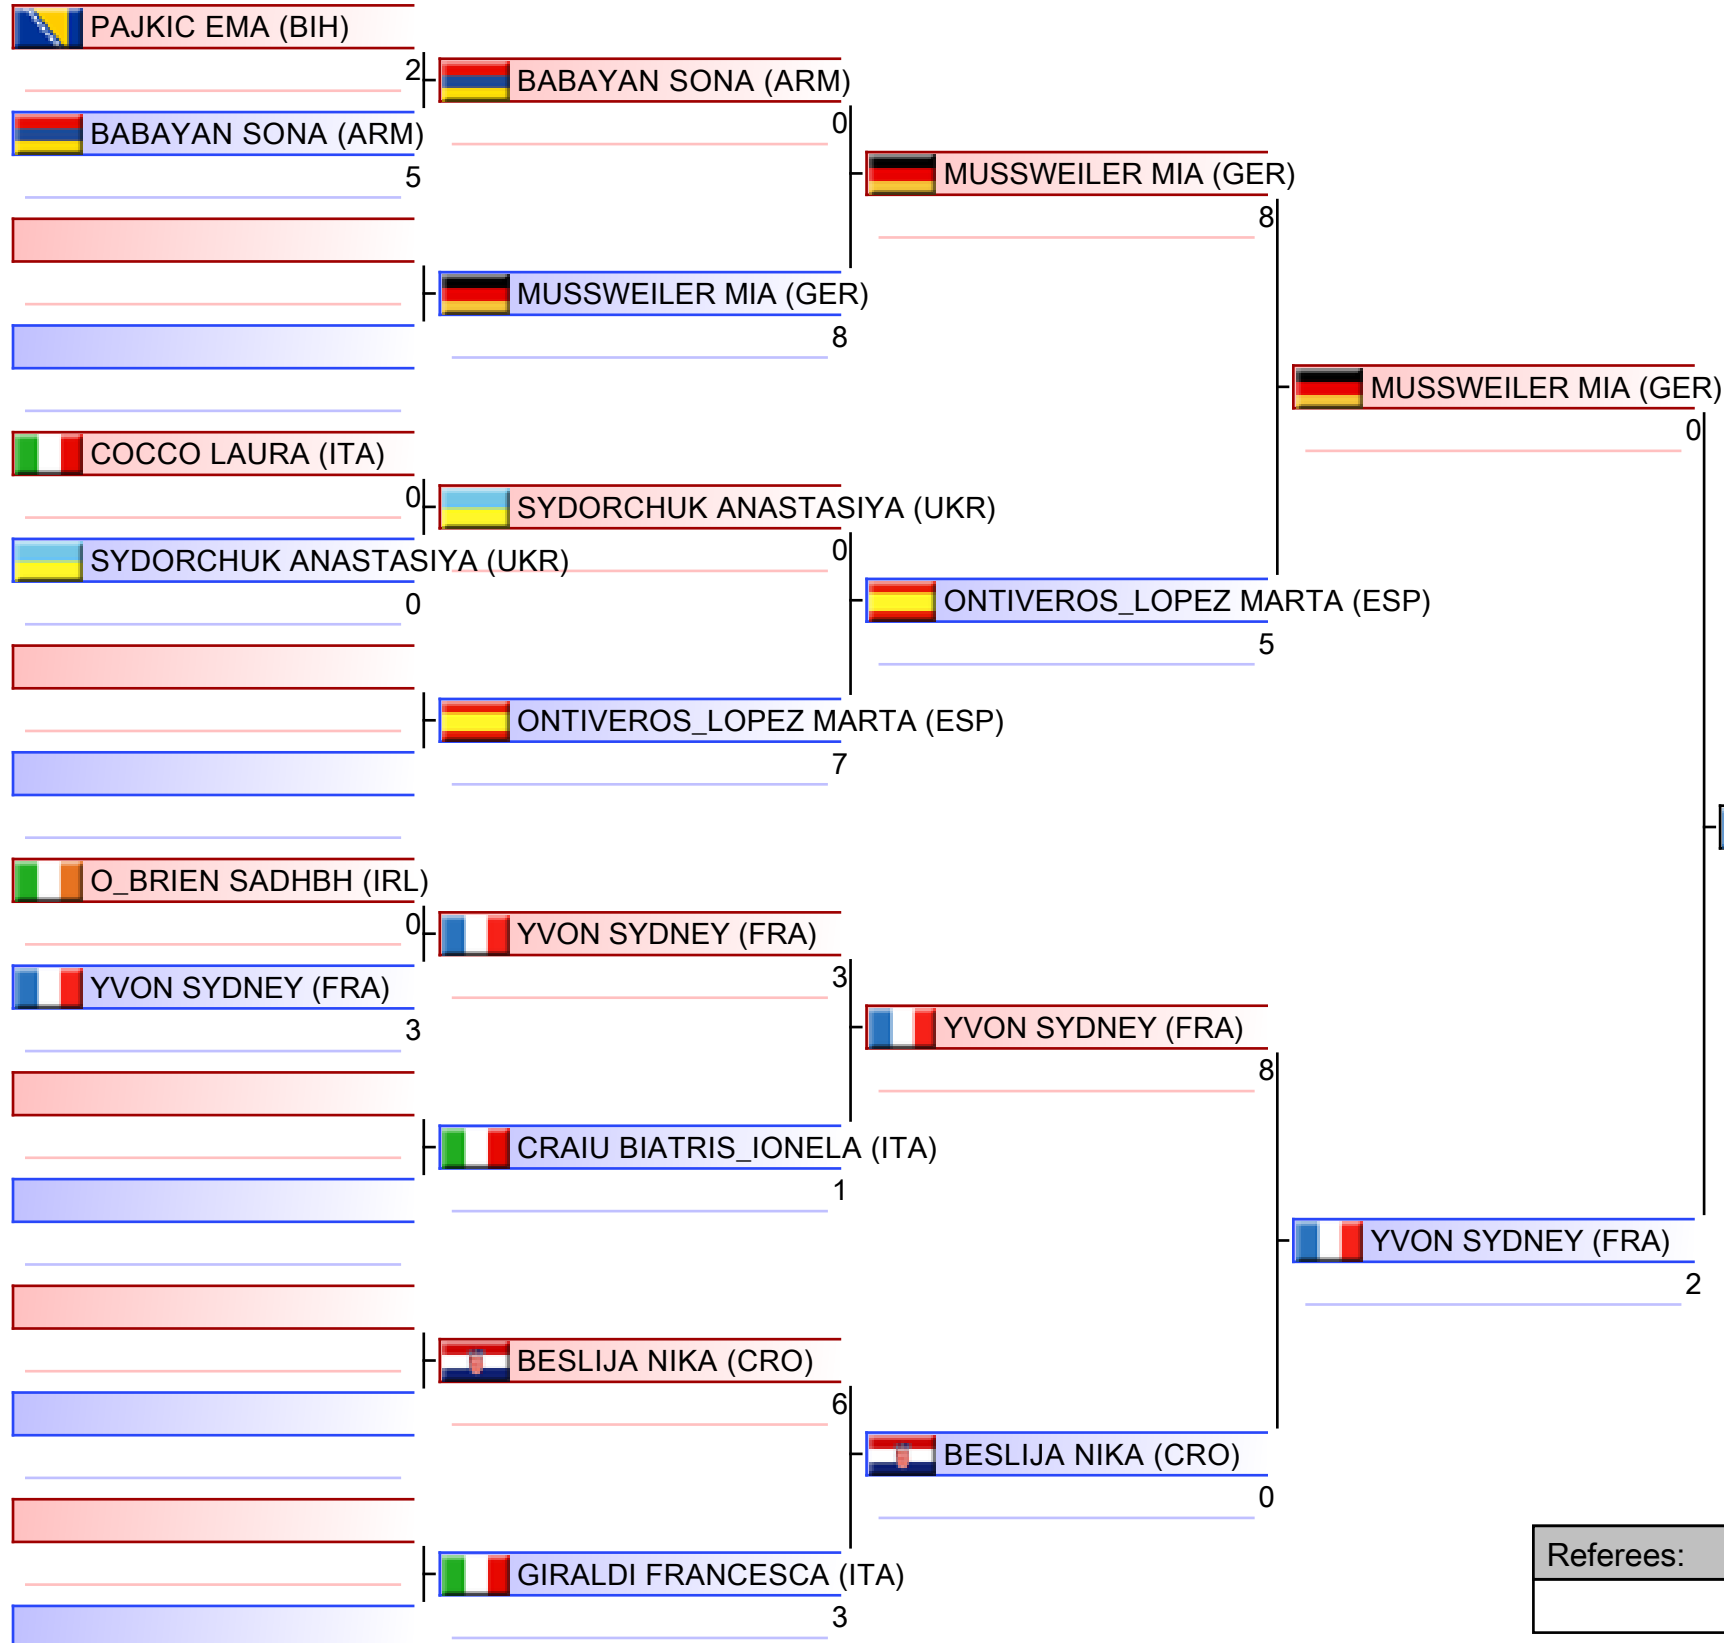 PAJKIC EMA (BIH)
2
BABAYAN SONA (ARM)
5
COCCO LAURA (ITA)
0
SYDORCHUK ANASTASIYA (UKR)
0
O_BRIEN SADHBH (IRL)
0
YVON SYDNEY (FRA)
3
BABAYAN SONA (ARM)
0
MUSSWEILER MIA (GER)
8
SYDORCHUK ANASTASIYA (UKR)
0
ONTIVEROS_LOPEZ MARTA (ESP)
7
YVON SYDNEY (FRA)
3
CRAIU BIATRIS_IONELA (ITA)
1
BESLIJA NIKA (CRO)
6
GIRALDI FRANCESCA (ITA)
3
MUSSWEILER MIA (GER)
8
ONTIVEROS_LOPEZ MARTA (ESP)
5
YVON SYDNEY (FRA)
8
BESLIJA NIKA (CRO)
0
MUSSWEILER MIA (GER)
0
YVON SYDNEY (FRA)
2
Referees: